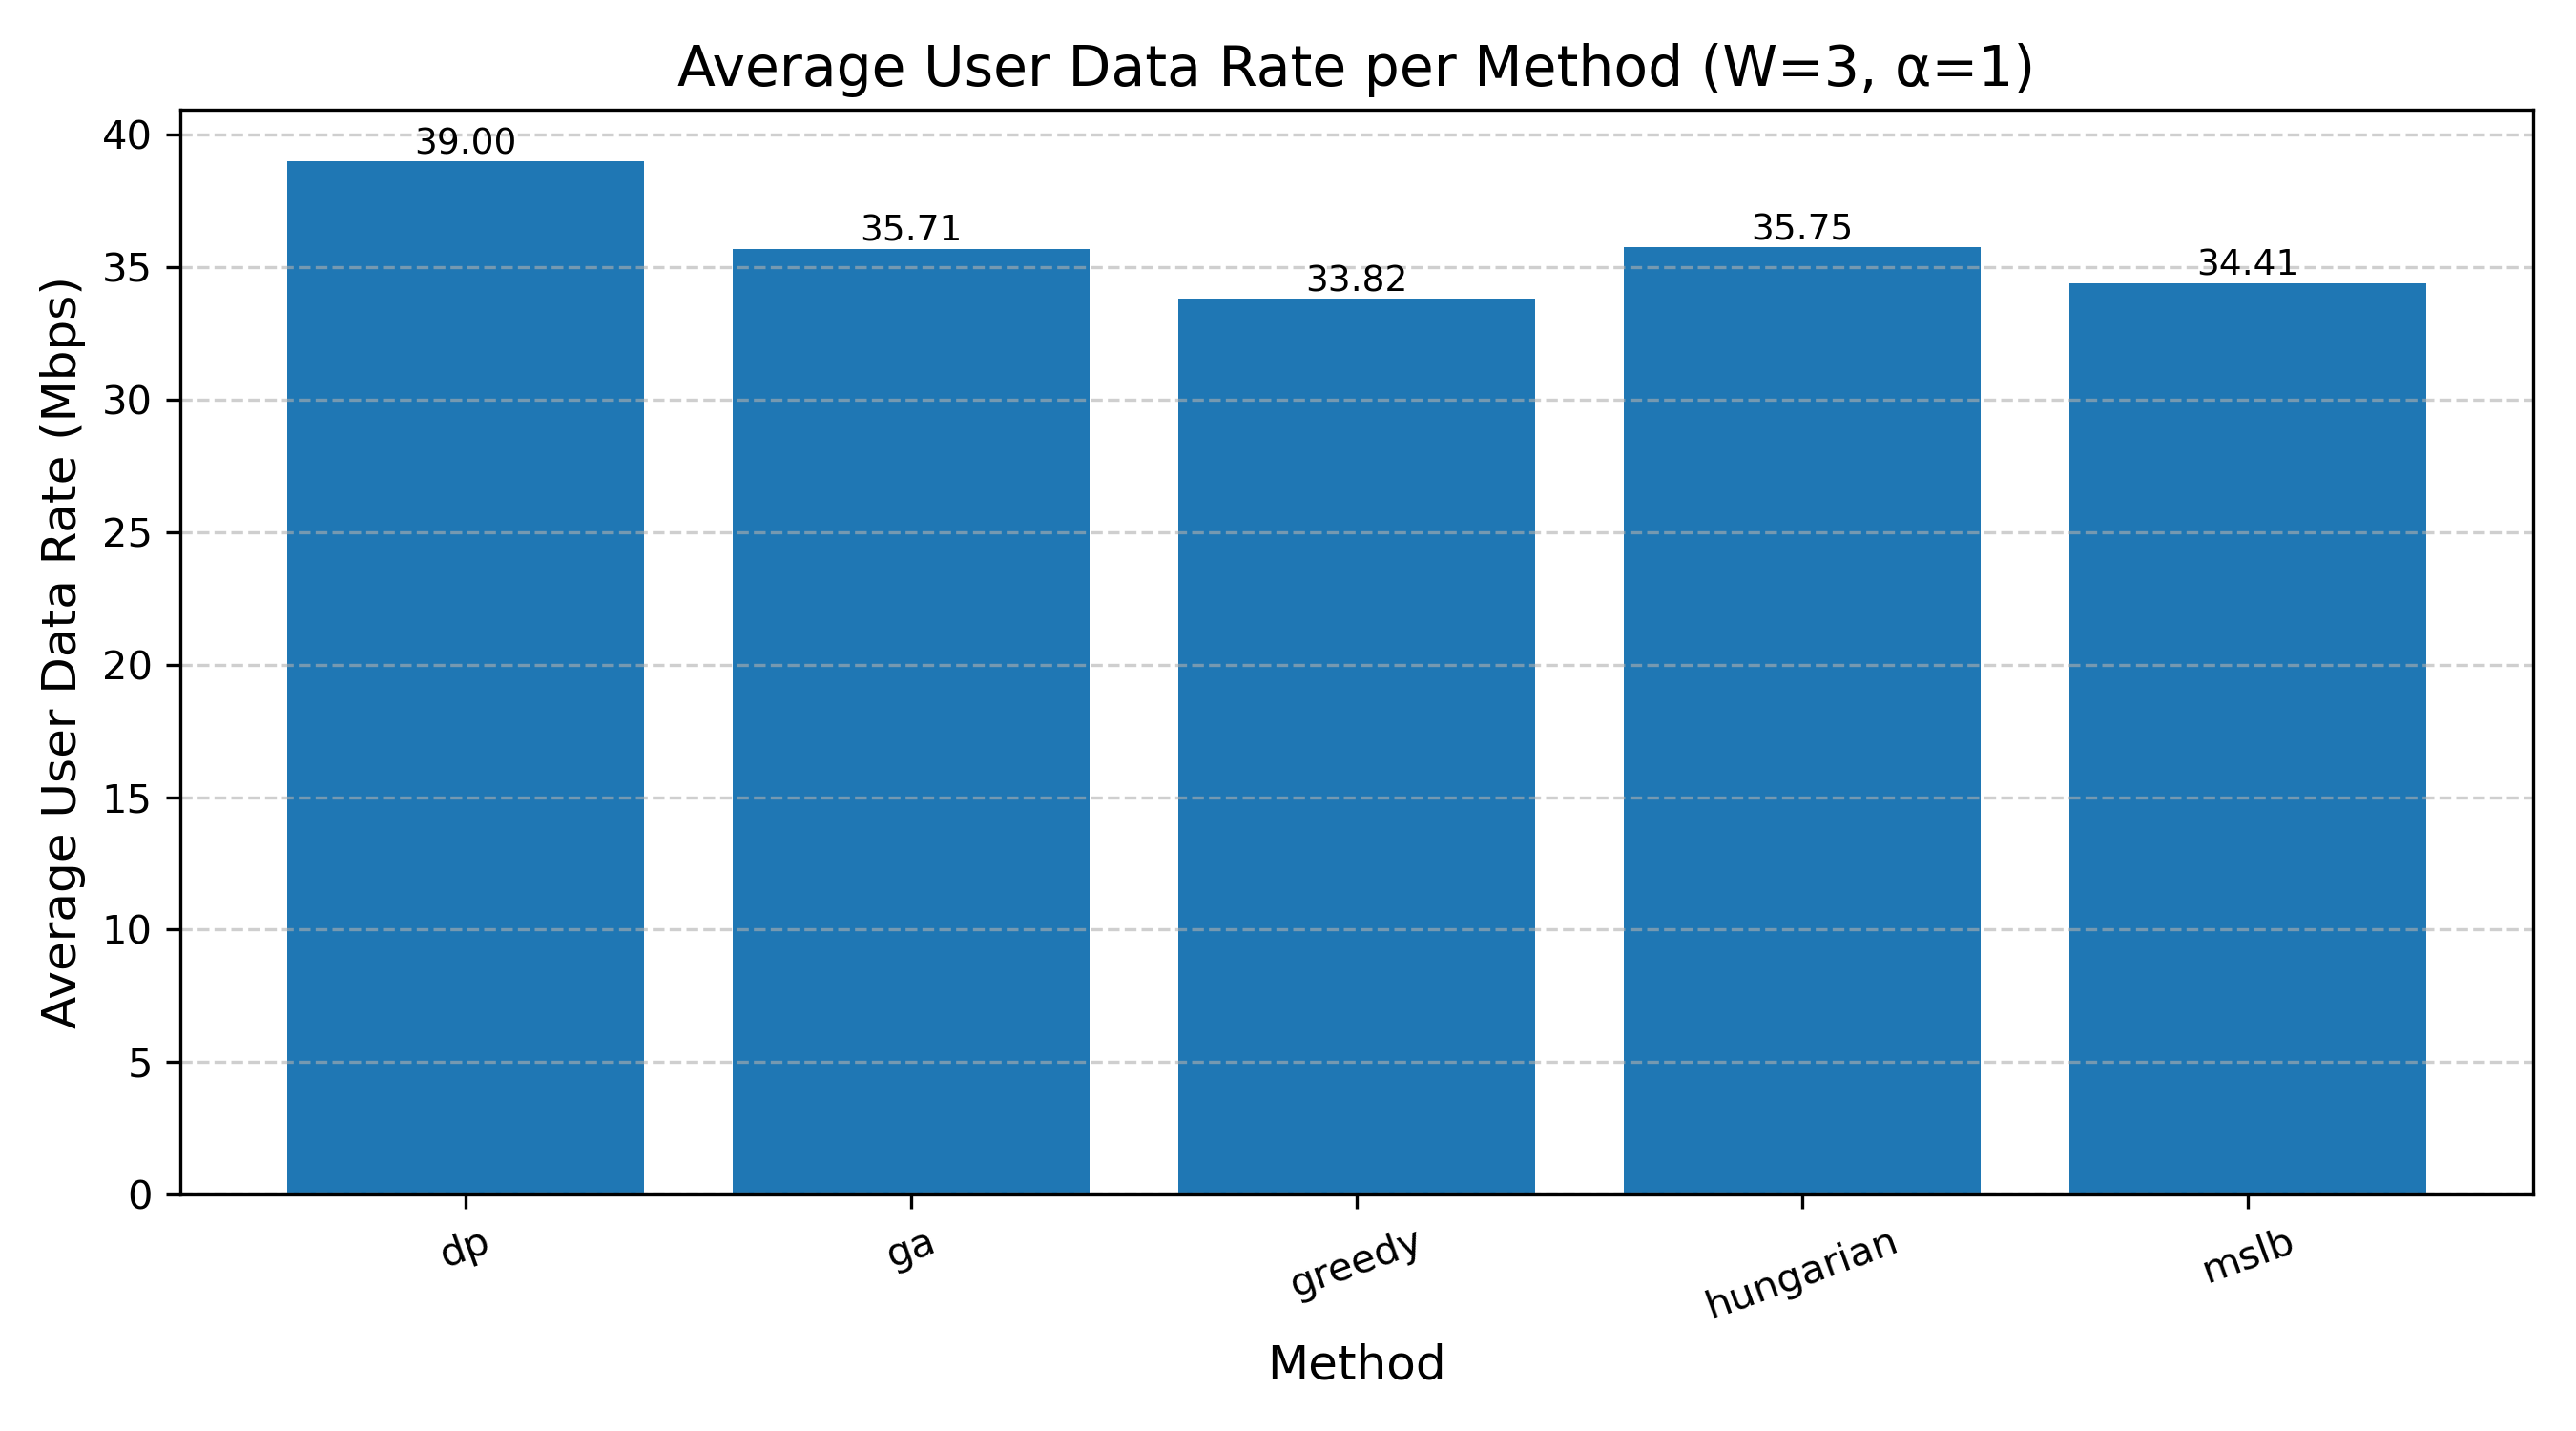 Average User Data Rate per Method (W=3, α=1)
Average User Data Rate (Mbps)
40
35
30
25
20
15
10
5
0
39.00
35.71
33.82
35.75
34.41
dp
ga
greedy
hungarian
mslb
Method